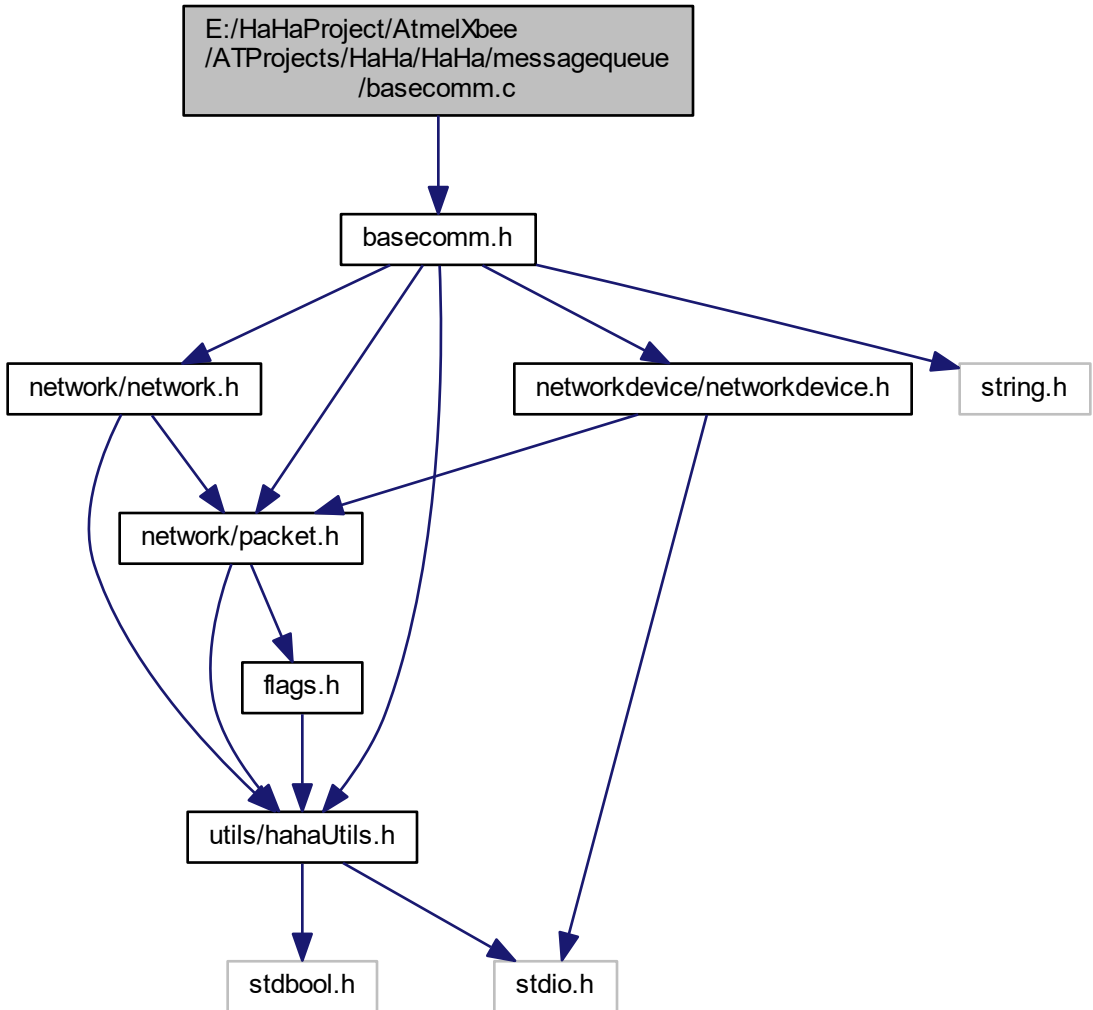 E:/HaHaProject/AtmelXbee
/ATProjects/HaHa/HaHa/messagequeue
/basecomm.c
basecomm.h
network/network.h
networkdevice/networkdevice.h
string.h
network/packet.h
flags.h
utils/hahaUtils.h
stdbool.h
stdio.h